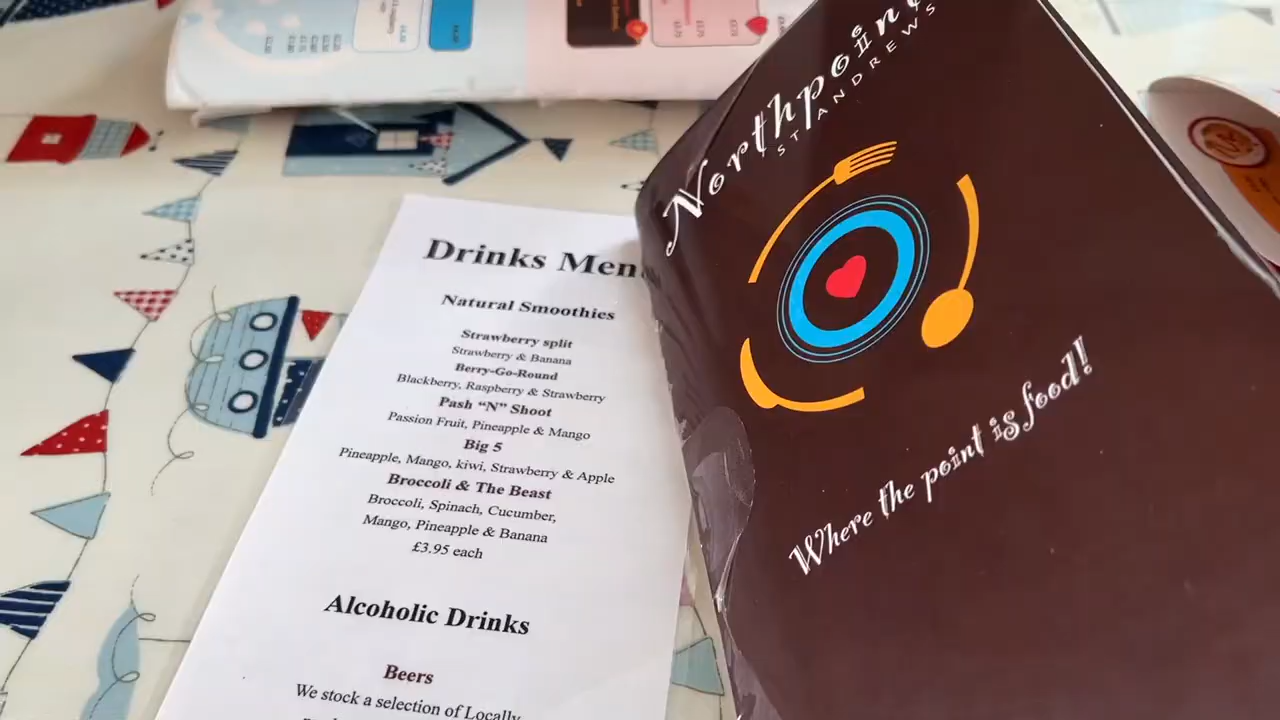 Drinks Men
Natural Smoothies
Strawberry split
Strawberry & Banana
Berry-Go-Round
Blackberry, Raspberry & Strawberry
Pash “N” Shoot
Passion Fruit, Pineapple & Mango
Big 5
Pineapple, Mango, kiwi, Strawberry & Apple
Broccoli & The Beast
Broccoli, Spinach, Cucumber,
Mango, Pineapple & Banana
£3.95 each
Alcoholic Drinks
Beers
We stock a selection of Locally
Northpoin
ST ANDREWS
Where the point is food!